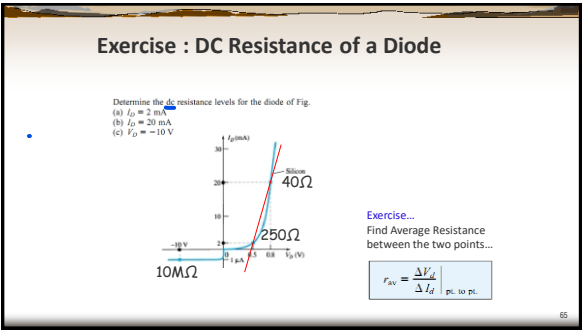 Exercise : DC Resistance of a Diode
Determine the dc resistance levels for the diode of Fig.
(a) I_D = 2 mA
(b) I_D = 20 mA
(c) V_D = −10 V
I_D (mA)
30
Silicon
20
40Ω
10
250Ω
−10 V
2
0
0.5
0.8
V_D (V)
1 μA
10MΩ
Exercise...
Find Average Resistance
between the two points...
r_av = ΔV_d / ΔI_d | pt. to pt.
65